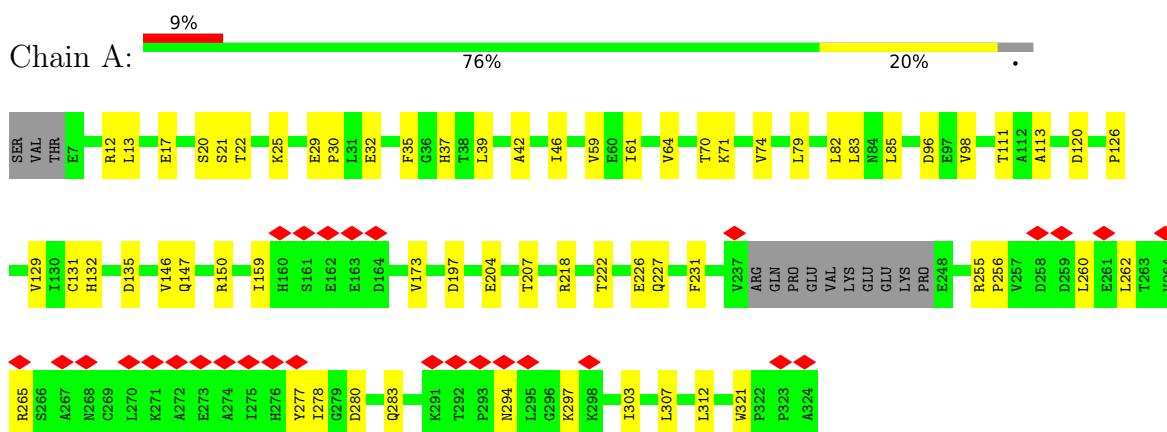 9%
Chain A:
76% 20% •
SER VAL THR E7 R12 L13 E17 S20 S21 T22 K25 E29 P30 L31 E32 F35 G36 H37 T38 L39 A42 I46 V59 E60 I61 V64 T70 K71 V74 L79 L82 L83 N84 L85 D96 E97 V98 T111 A112 A113 D120 P126
V129 I130 C131 H132 D135 V146 Q147 R150 I159 H160 S161 E162 E163 D164 V173 D197 E204 T207 R218 T222 E226 Q227 F231 V237 ARG GLN PRO GLU VAL LYS GLU GLU LYS PRO E248 R255 P256 V257 D258 D259 L260 E261 L262 T263
R265 S266 A267 N268 C269 L270 K271 A272 E273 A274 I275 H276 Y277 I278 G279 D280 Q283 K291 T292 P293 N294 L295 G296 K297 K298 I303 L307 L312 W321 P322 P323 A324